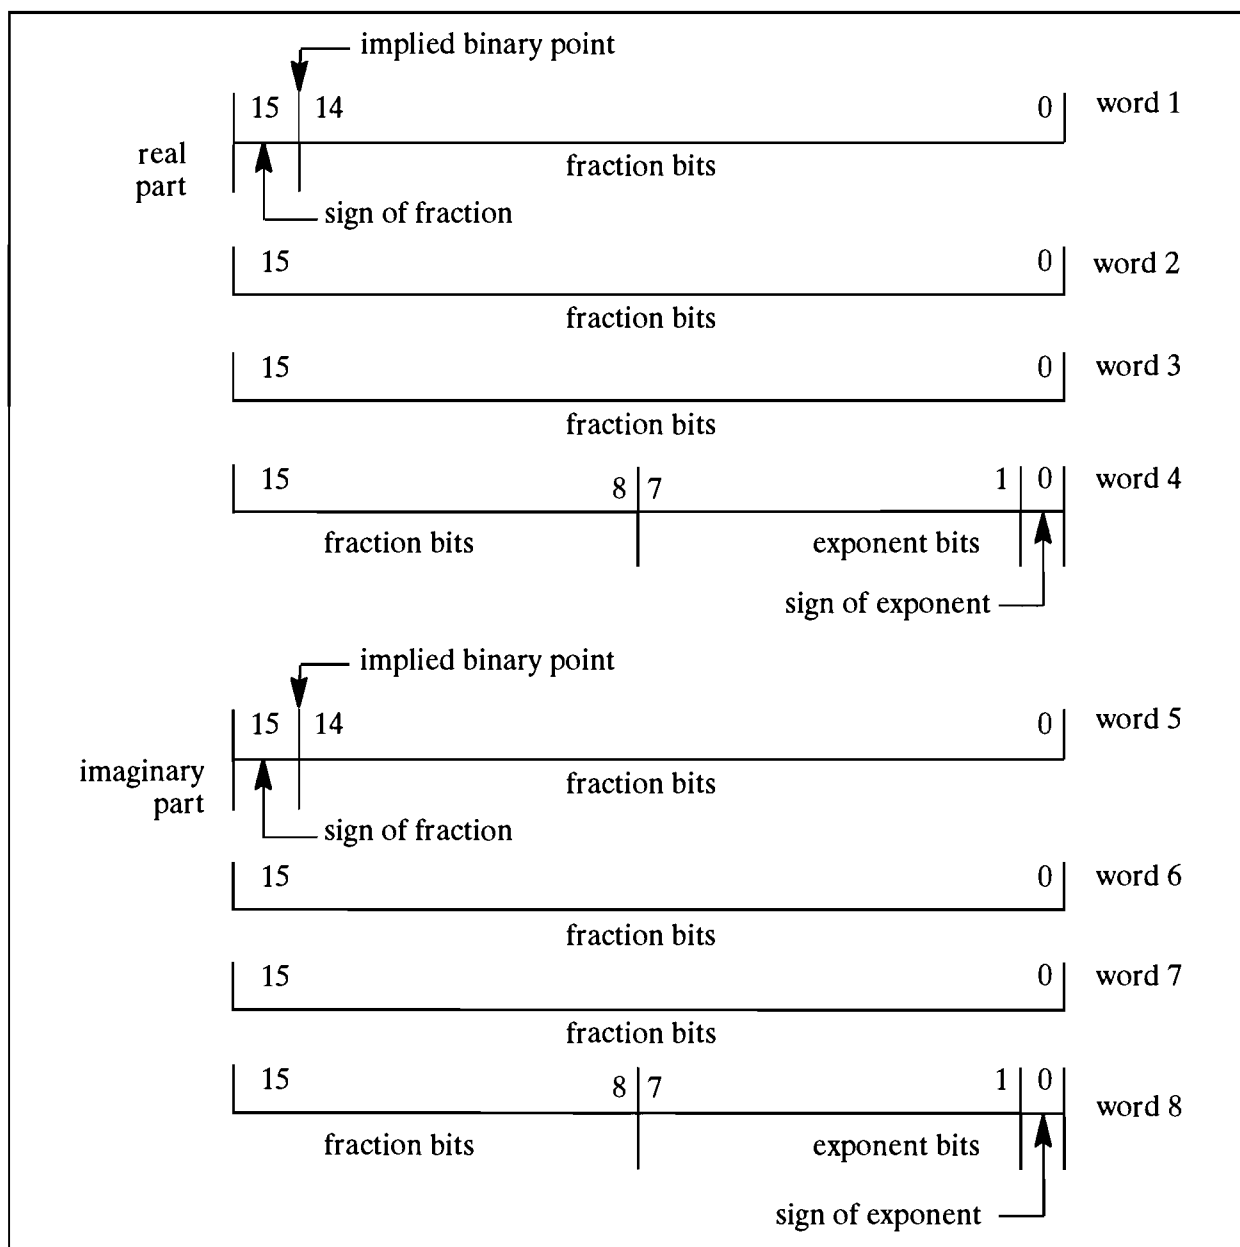 implied binary point
15 14 0 word 1
real
part
fraction bits
sign of fraction
15 0 word 2
fraction bits
15 0 word 3
fraction bits
15 8 7 1 0 word 4
fraction bits exponent bits
sign of exponent
implied binary point
15 14 0 word 5
imaginary
part
fraction bits
sign of fraction
15 0 word 6
fraction bits
15 0 word 7
fraction bits
15 8 7 1 0 word 8
fraction bits exponent bits
sign of exponent